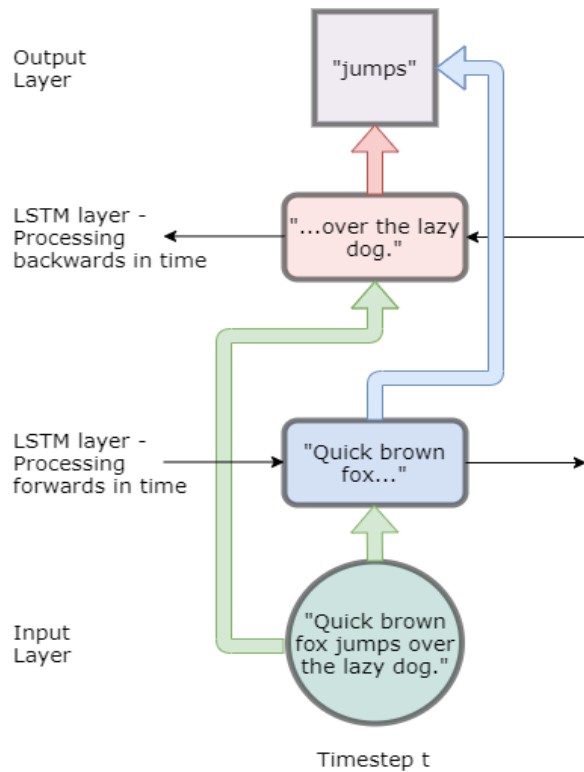 Output
Layer
"jumps"
LSTM layer -
Processing
backwards in time
"...over the lazy
dog."
LSTM layer -
Processing
forwards in time
"Quick brown
fox..."
Input
Layer
"Quick brown
fox jumps over
the lazy dog."
Timestep t